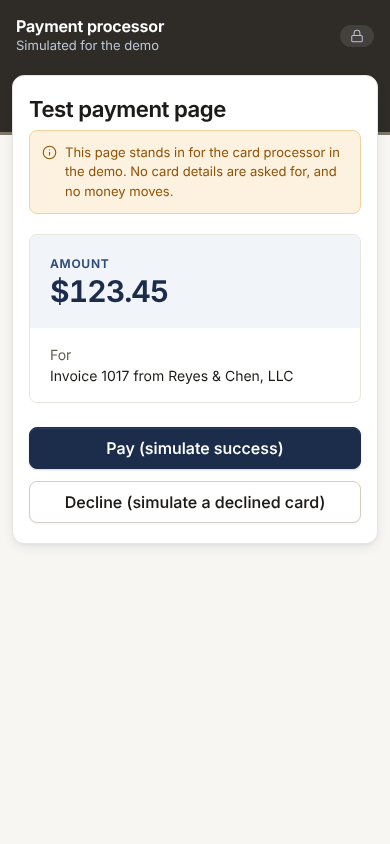 Payment processor
Simulated for the demo
Test payment page
This page stands in for the card processor in
the demo. No card details are asked for, and
no money moves.
AMOUNT
$123.45
For
Invoice 1017 from Reyes & Chen, LLC
Pay (simulate success)
Decline (simulate a declined card)